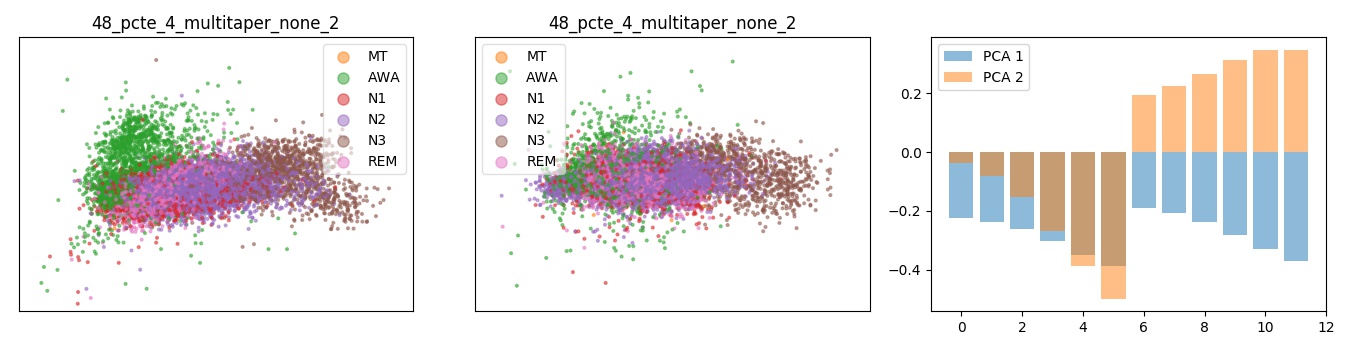 48_pcte_4_multitaper_none_2
MT
AWA
N1
N2
N3
REM
48_pcte_4_multitaper_none_2
MT
AWA
N1
N2
N3
REM
PCA 1
PCA 2
0.2
0.0
−0.2
−0.4
0 2 4 6 8 10 12